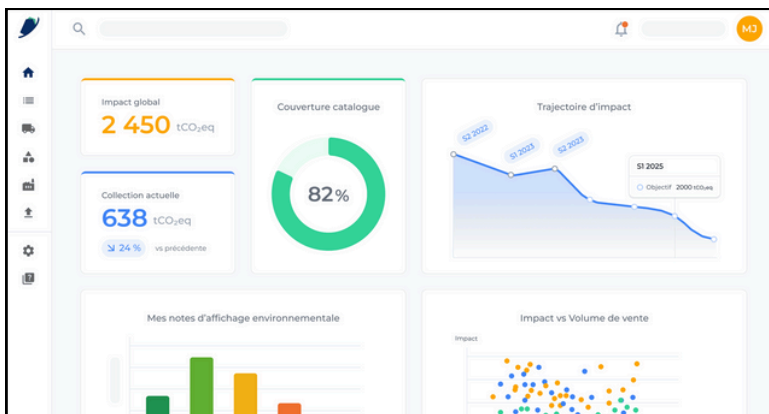 MJ
Impact global
2 450 tCO₂eq
Collection actuelle
638 tCO₂eq
24 % vs précédente
Couverture catalogue
82%
Trajectoire d'impact
S2 2022
S1 2023
S2 2023
S1 2025
Objectif 2000 tCO₂eq
Mes notes d'affichage environnementale
Impact vs Volume de vente
Impact